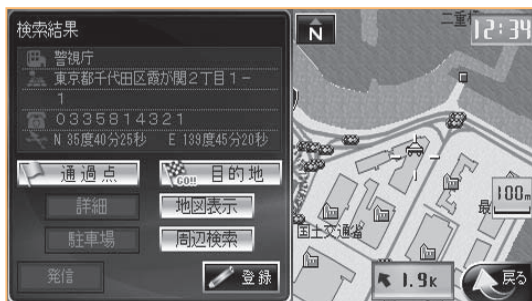 検索結果
警視庁
東京都千代田区霞が関2丁目1-
1
0335814321
N 35度40分25秒 E 139度45分20秒
通過点
GO!! 目的地
詳細
地図表示
駐車場
周辺検索
発信
登録
N
二重橋
12:34
100m
国土交通省
1.9K
戻る